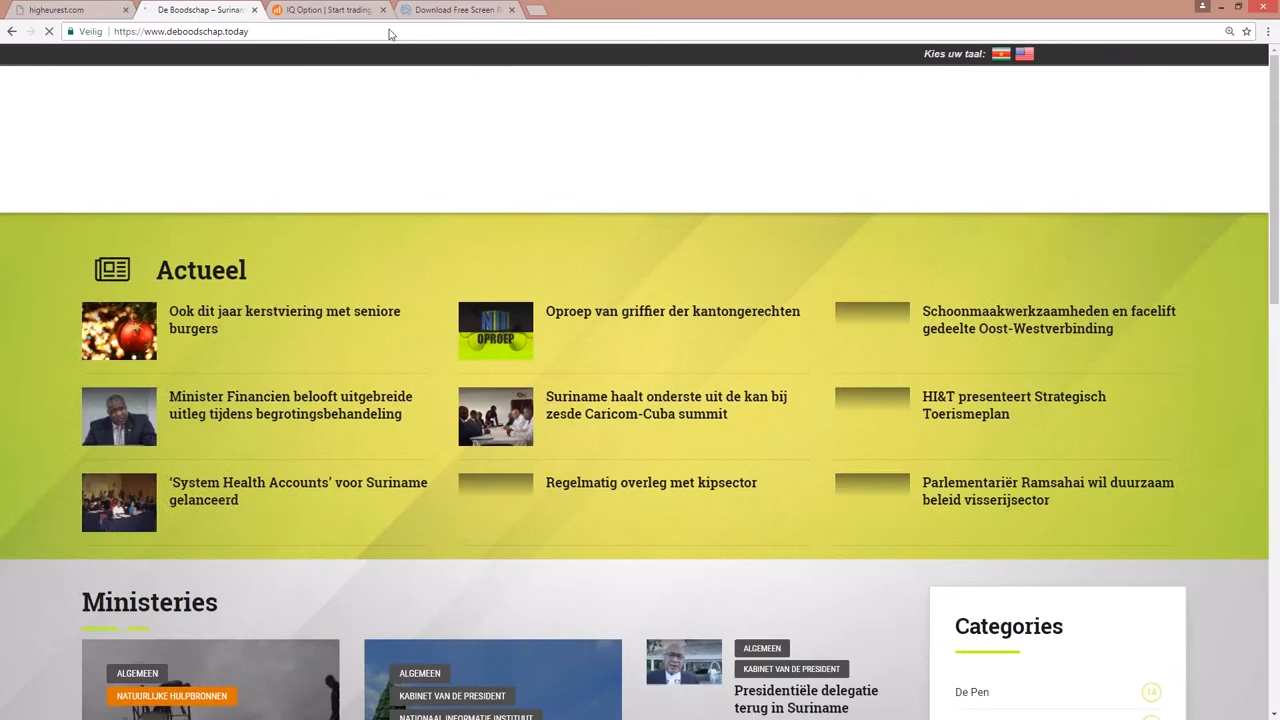 higheurest.com
De Boodschap – Surinam
IQ Option | Start trading
Download Free Screen R
Veilig
https://www.deboodschap.today
Kies uw taal:
Actueel
Ook dit jaar kerstviering met seniore
burgers
OPROEP
Oproep van griffier der kantongerechten
Schoonmaakwerkzaamheden en facelift
gedeelte Oost-Westverbinding
Minister Financien belooft uitgebreide
uitleg tijdens begrotingsbehandeling
Suriname haalt onderste uit de kan bij
zesde Caricom-Cuba summit
HI&T presenteert Strategisch
Toerismeplan
‘System Health Accounts’ voor Suriname
gelanceerd
Regelmatig overleg met kipsector
Parlementariër Ramsahai wil duurzaam
beleid visserijsector
Ministeries
ALGEMEEN
NATUURLIJKE HULPBRONNEN
ALGEMEEN
KABINET VAN DE PRESIDENT
NATIONAAL INFORMATIE INSTITUUT
ALGEMEEN
KABINET VAN DE PRESIDENT
Presidentiële delegatie
terug in Suriname
Categories
De Pen
14